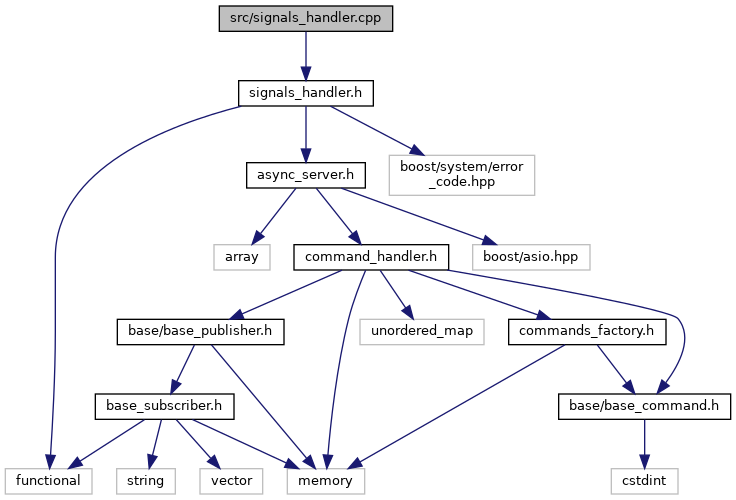 src/signals_handler.cpp
signals_handler.h
boost/system/error
_code.hpp
async_server.h
array
command_handler.h
boost/asio.hpp
base/base_publisher.h
unordered_map
commands_factory.h
base_subscriber.h
base/base_command.h
functional
string
vector
memory
cstdint